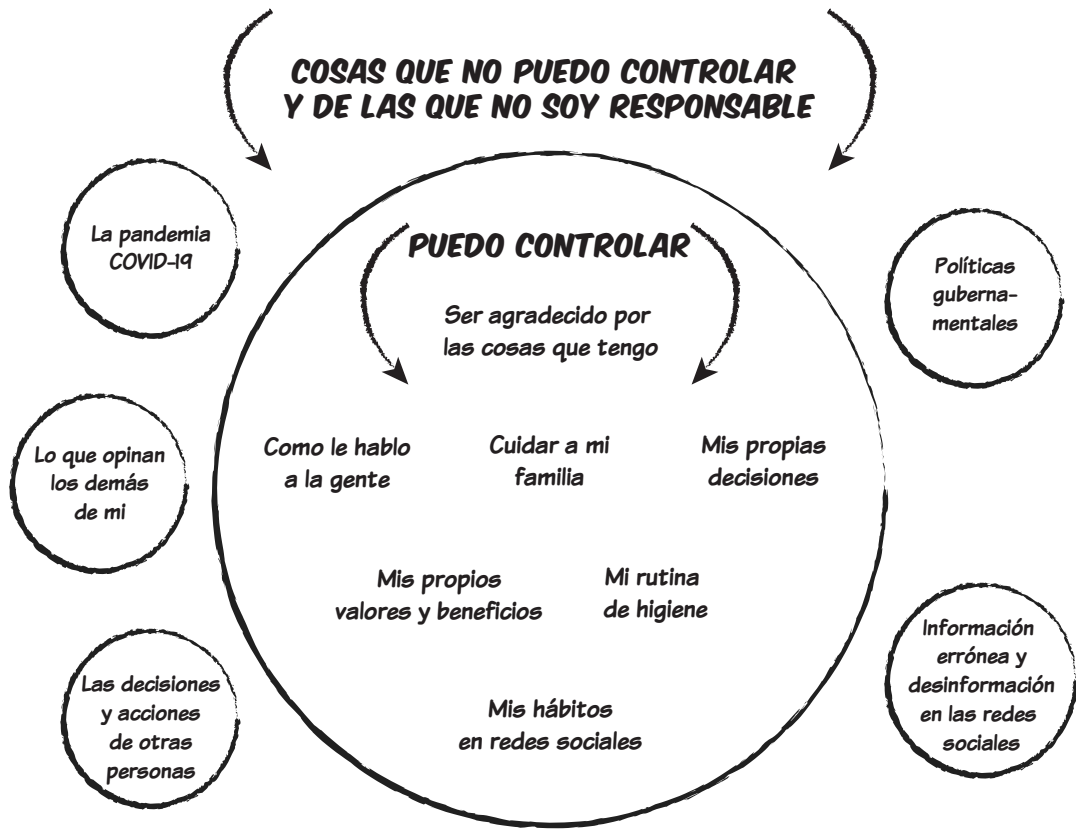 COSAS QUE NO PUEDO CONTROLAR
Y DE LAS QUE NO SOY RESPONSABLE
La pandemia
COVID-19
Lo que opinan
los demás
de mi
Las decisiones
y acciones
de otras
personas
PUEDO CONTROLAR
Ser agradecido por
las cosas que tengo
Como le hablo
a la gente
Cuidar a mi
familia
Mis propias
decisiones
Mis propios
valores y beneficios
Mi rutina
de higiene
Mis hábitos
en redes sociales
Políticas
guberna-
mentales
Información
errónea y
desinformación
en las redes
sociales